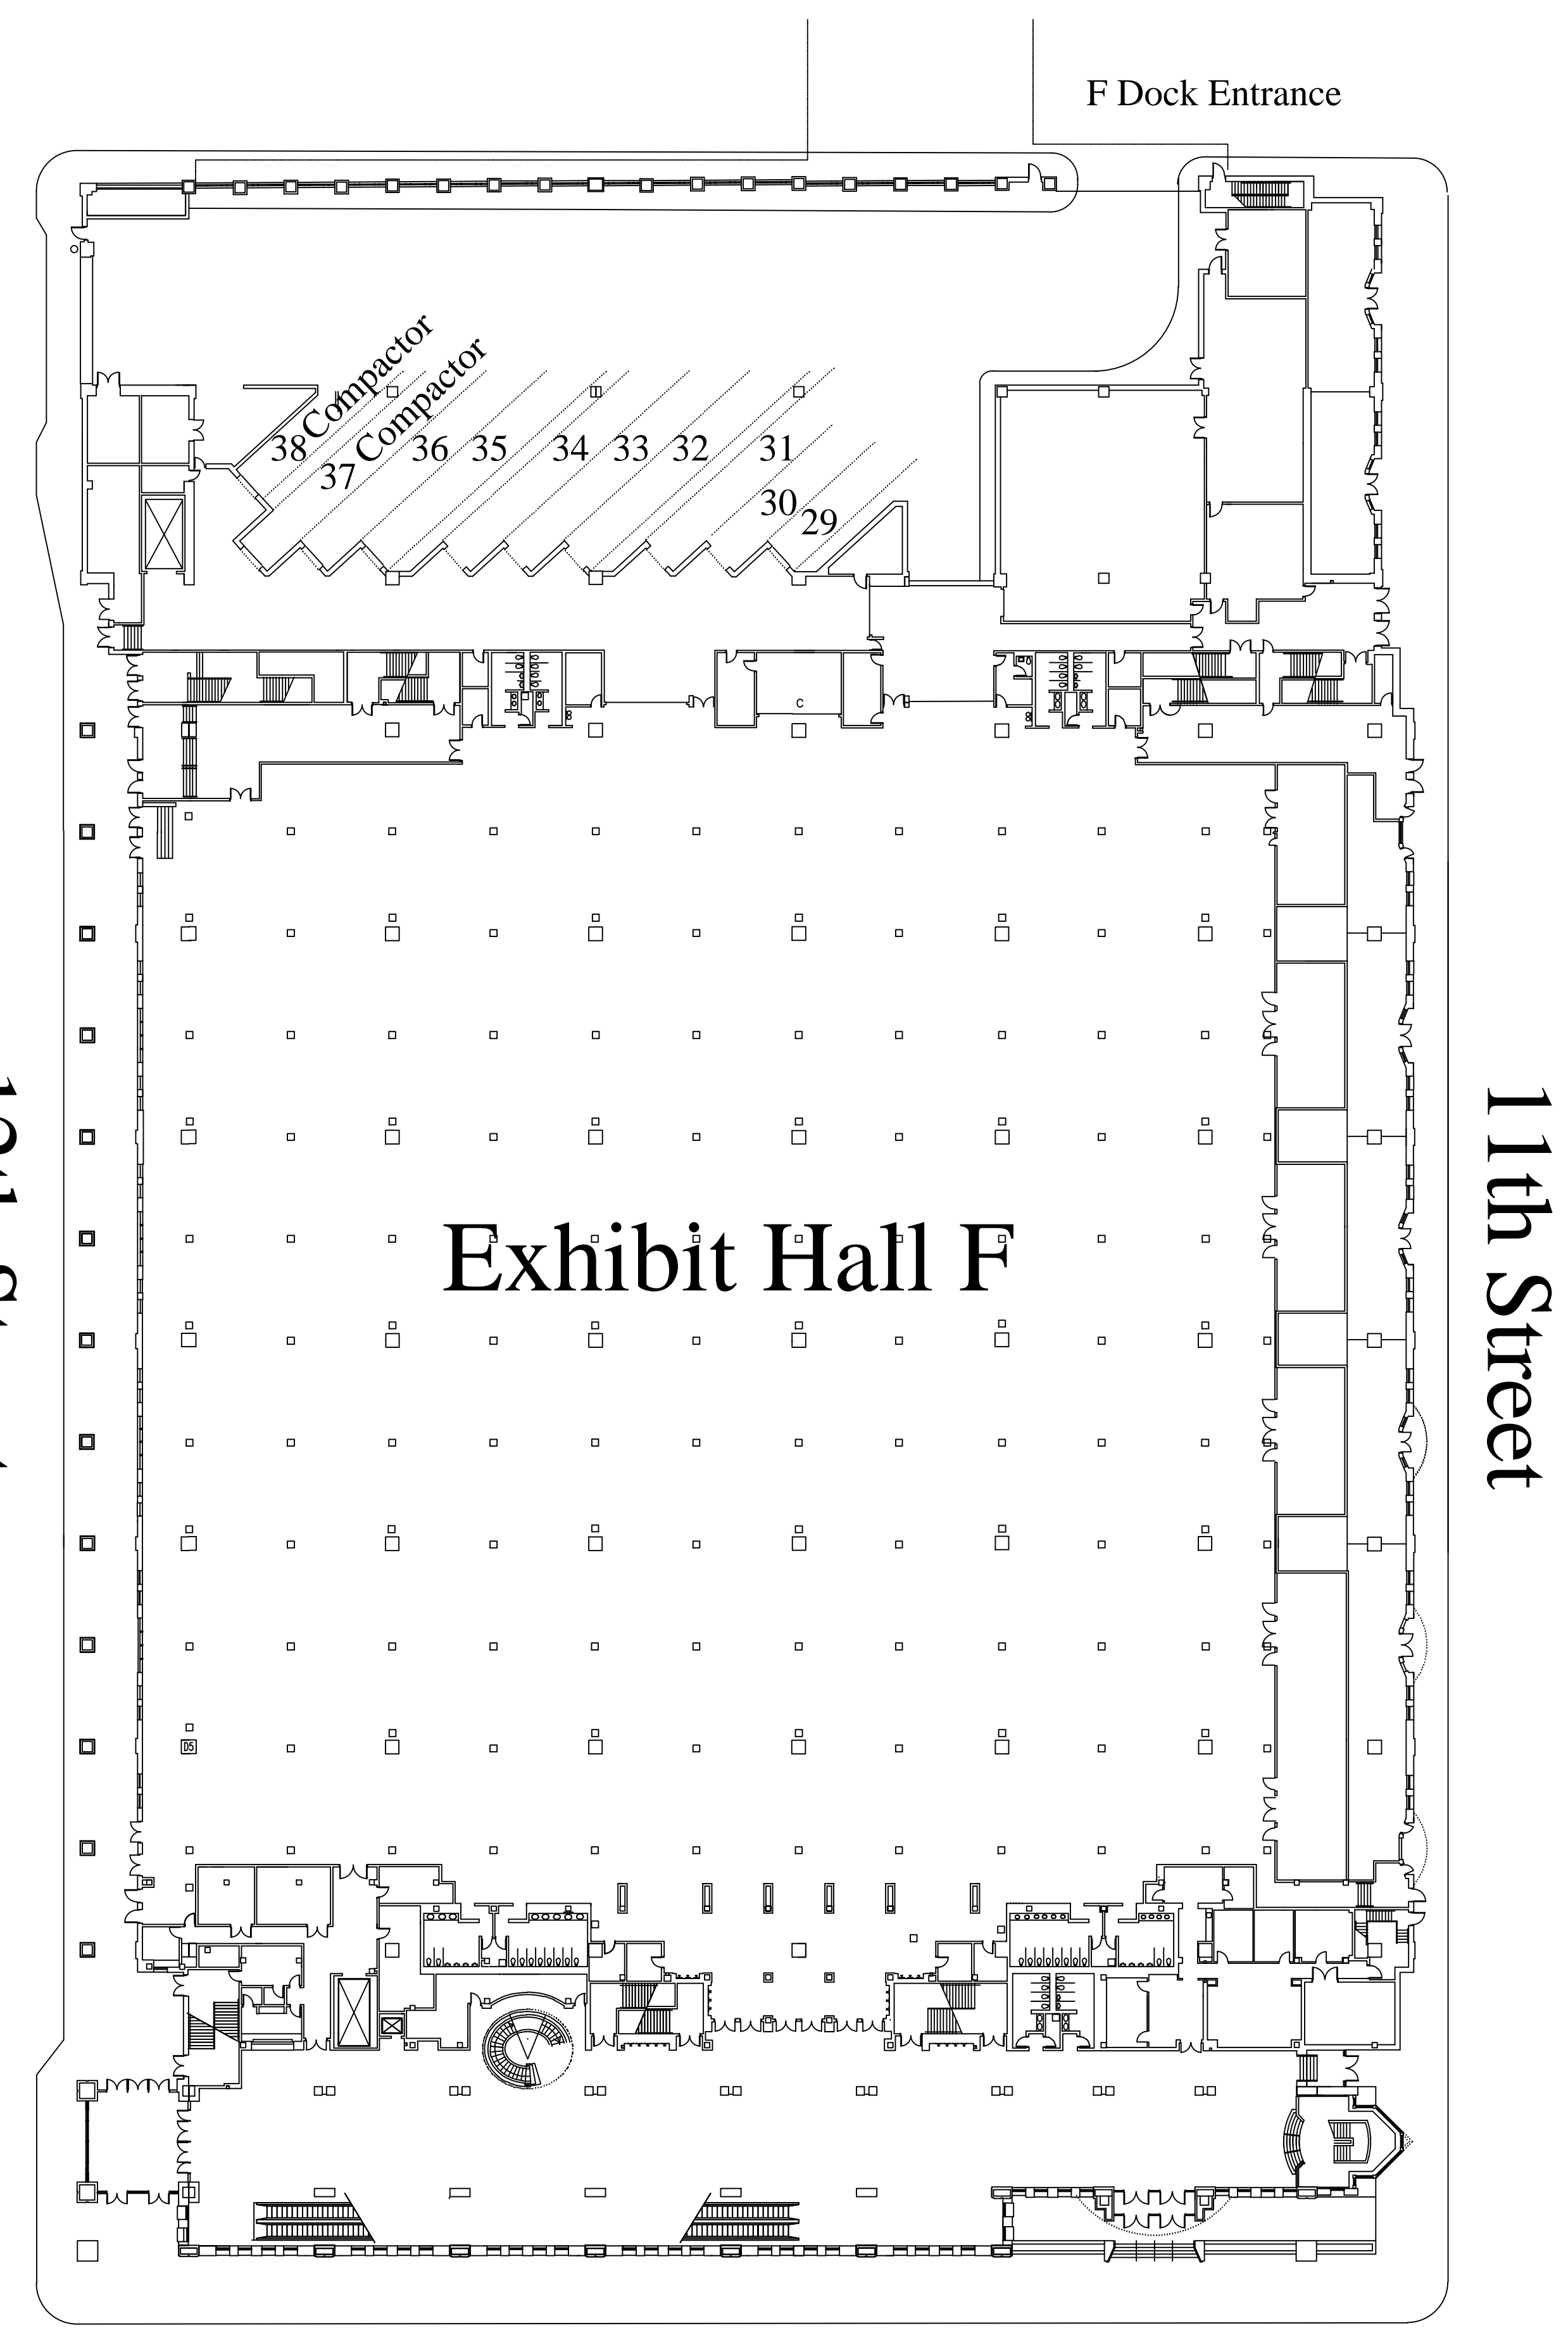 F Dock Entrance
38 Compactor
37 Compactor
36
35
34
33
32
31
30
29
C
Exhibit Hall F
11th Street
D5